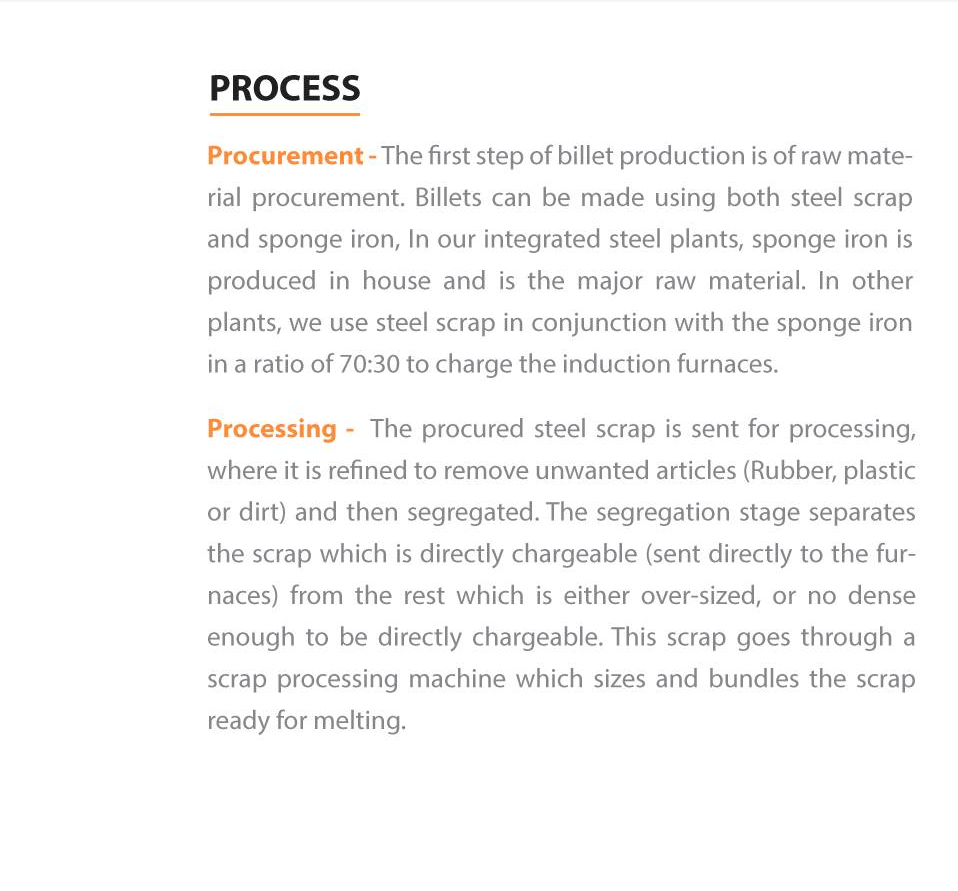 PROCESS
Procurement - The first step of billet production is of raw mate-
rial procurement. Billets can be made using both steel scrap
and sponge iron, In our integrated steel plants, sponge iron is
produced in house and is the major raw material. In other
plants, we use steel scrap in conjunction with the sponge iron
in a ratio of 70:30 to charge the induction furnaces.
Processing - The procured steel scrap is sent for processing,
where it is refined to remove unwanted articles (Rubber, plastic
or dirt) and then segregated. The segregation stage separates
the scrap which is directly chargeable (sent directly to the fur-
naces) from the rest which is either over-sized, or no dense
enough to be directly chargeable. This scrap goes through a
scrap processing machine which sizes and bundles the scrap
ready for melting.